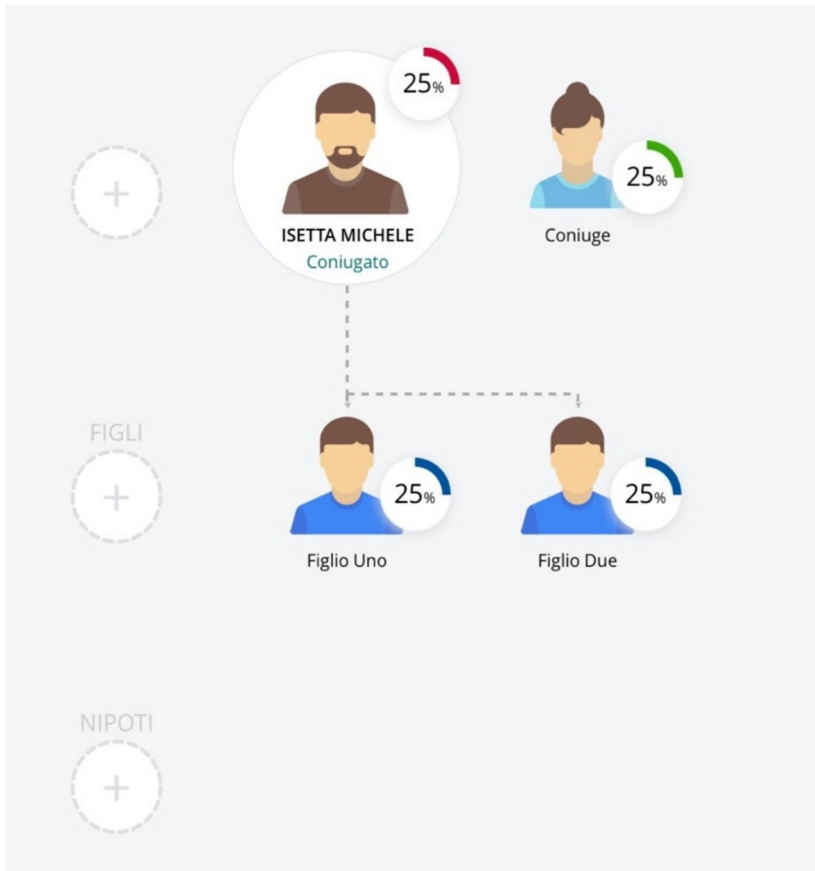 25%
25%
ISETTA MICHELE
Coniugato
Coniuge
FIGLI
25%
25%
Figlio Uno
Figlio Due
NIPOTI